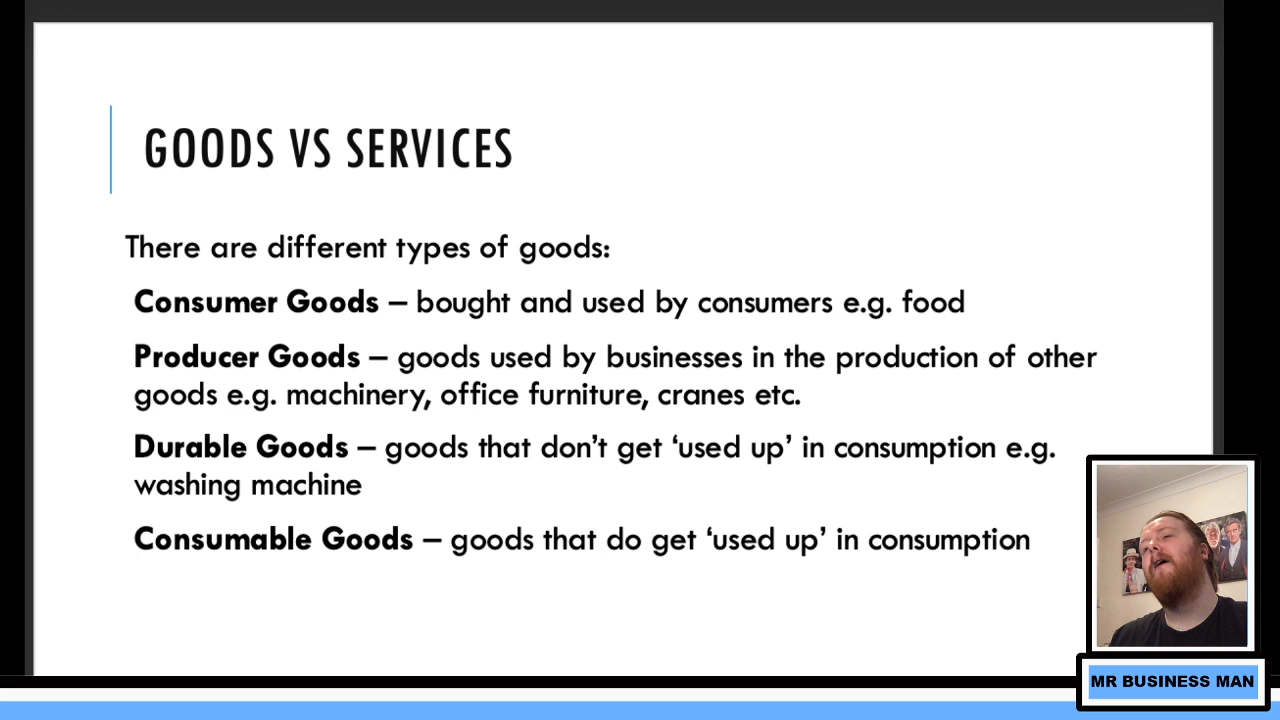 GOODS VS SERVICES
There are different types of goods:
Consumer Goods – bought and used by consumers e.g. food
Producer Goods – goods used by businesses in the production of other
goods e.g. machinery, office furniture, cranes etc.
Durable Goods – goods that don’t get ‘used up’ in consumption e.g.
washing machine
Consumable Goods – goods that do get ‘used up’ in consumption
MR BUSINESS MAN